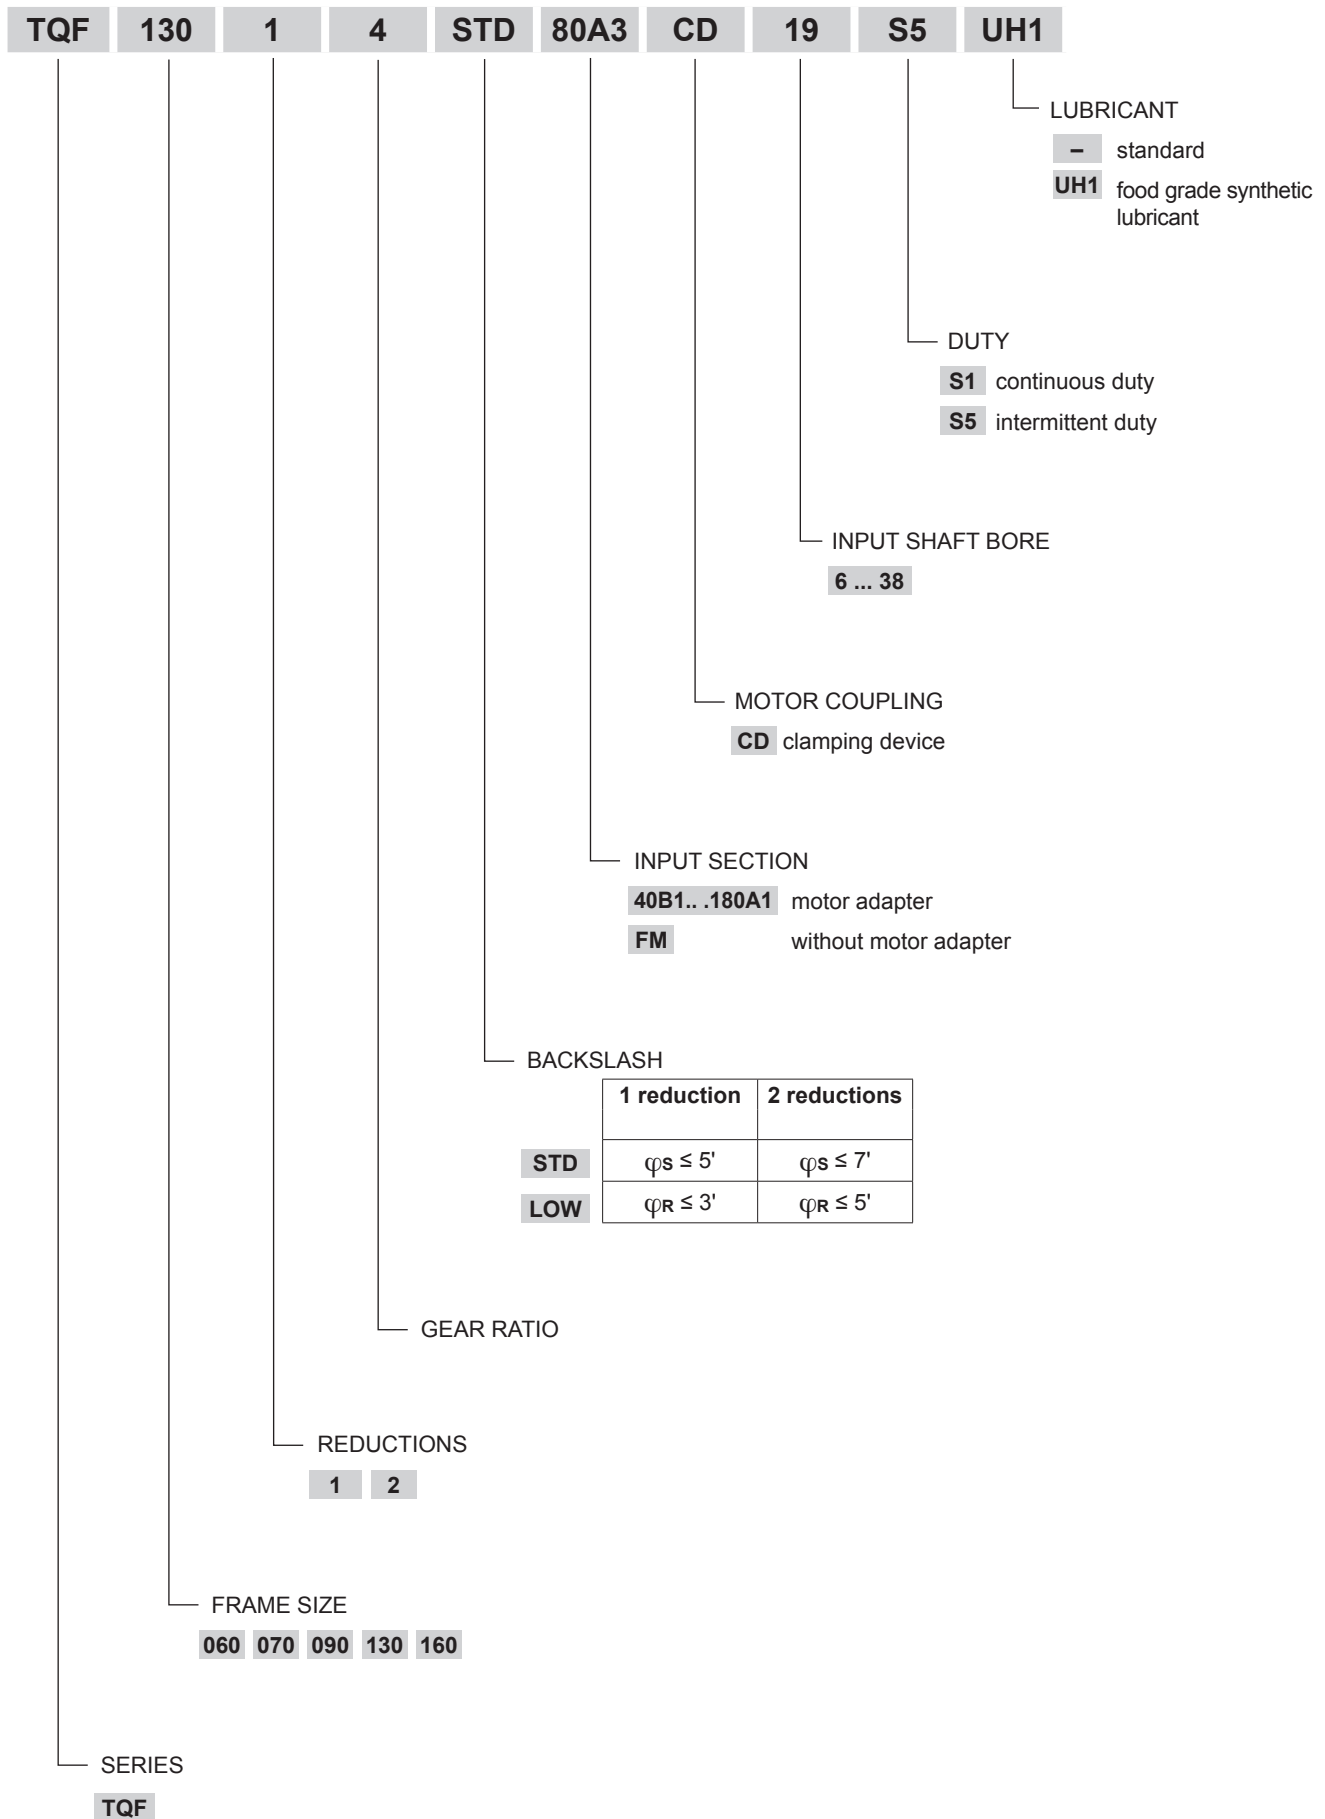 TQF 130 1 4 STD 80A3 CD 19 S5 UH1
LUBRICANT
– standard
UH1 food grade synthetic
lubricant
DUTY
S1 continuous duty
S5 intermittent duty
INPUT SHAFT BORE
6 ... 38
MOTOR COUPLING
CD clamping device
INPUT SECTION
40B1.. .180A1 motor adapter
FM without motor adapter
BACKSLASH
1 reduction 2 reductions
STD φS ≤ 5' φS ≤ 7'
LOW φR ≤ 3' φR ≤ 5'
GEAR RATIO
REDUCTIONS
1 2
FRAME SIZE
060 070 090 130 160
SERIES
TQF